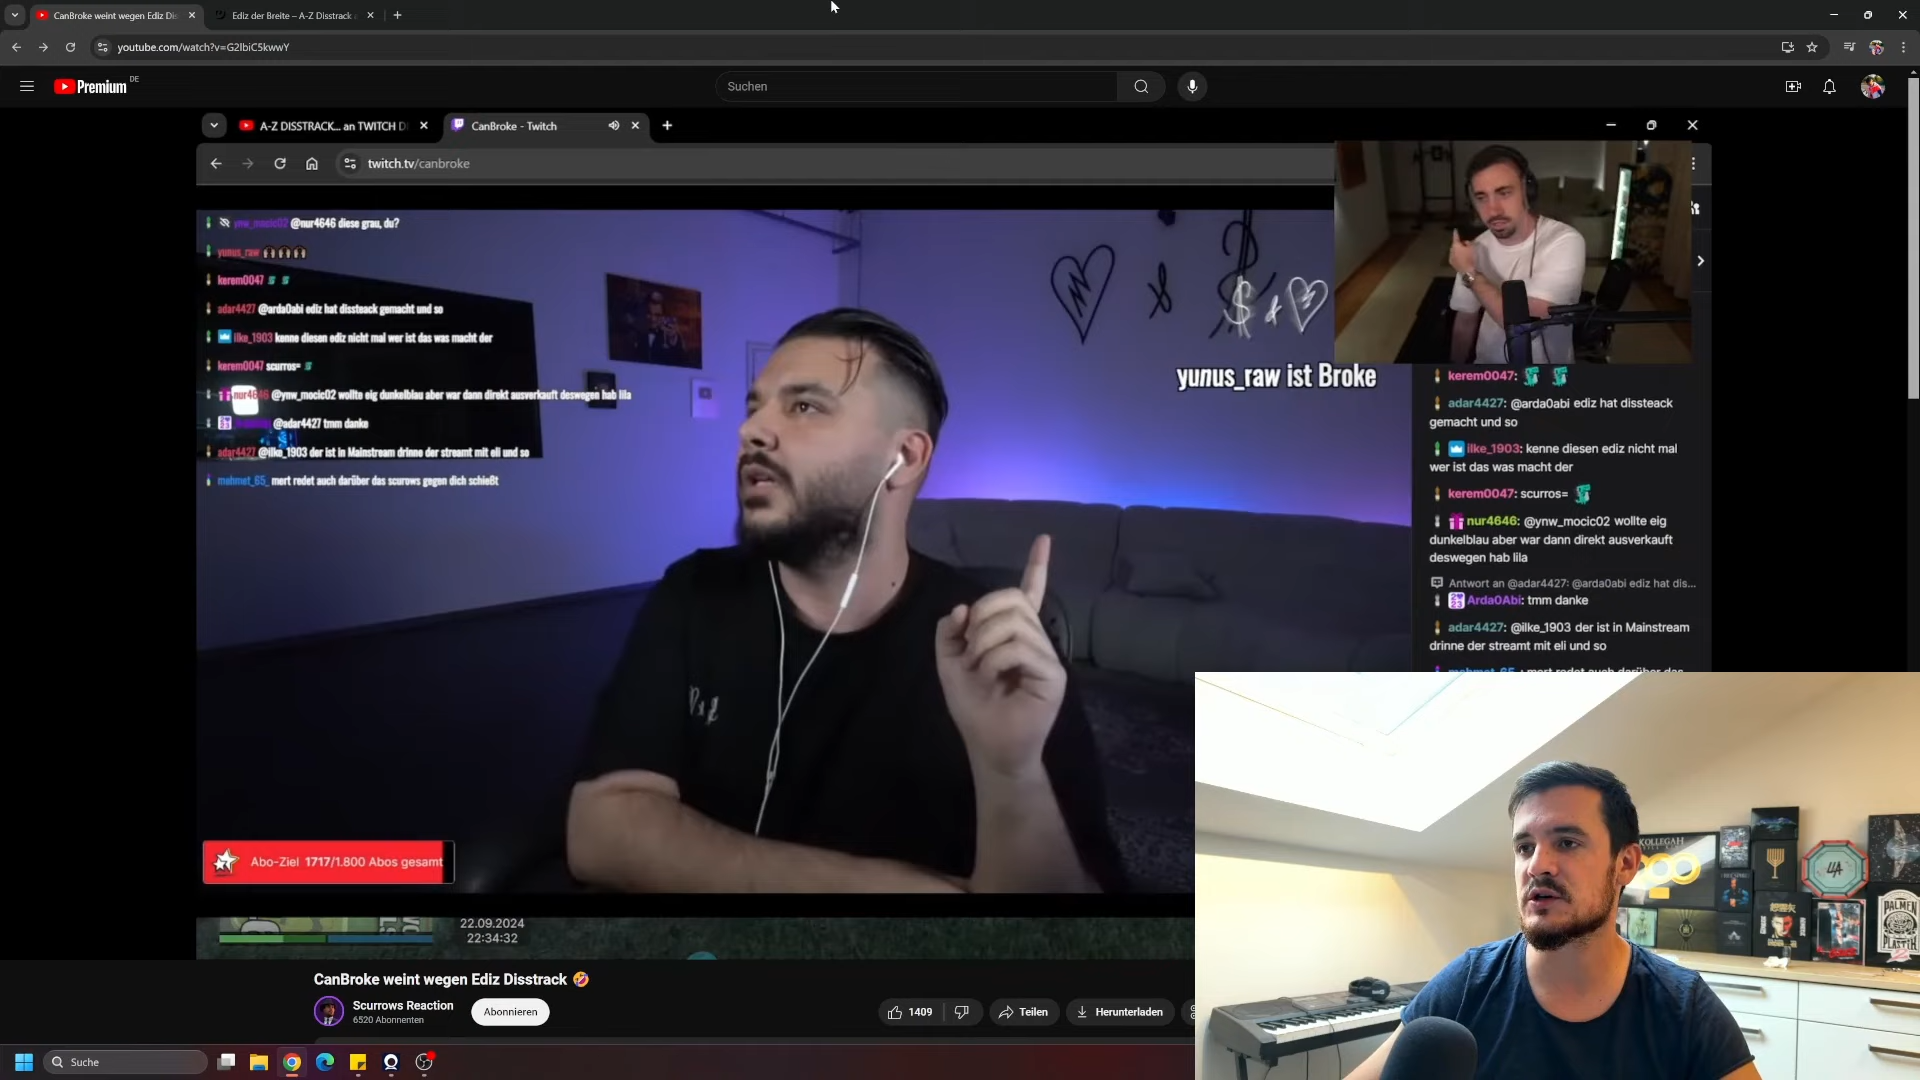 CanBroke weint wegen Ediz Dis
Ediz der Breite – A-Z Disstrack
youtube.com/watch?v=G2IbiC5kwwY
Premium DE
Suchen
A-Z DISSTRACK... an TWITCH D
CanBroke - Twitch
twitch.tv/canbroke
@nur4646 diese grau, du?
yunus_raw
kerem0047
adar4427 @arda0abi ediz hat dissteack gemacht und so
ilke_1903 kenne diesen ediz nicht mal wer ist das was macht der
kerem0047 scurros=
nur4646 @ynw_mocic02 wollte eig dunkelblau aber war dann direkt ausverkauft deswegen hab lila
@adar4427 tmm danke
adar4427 @ilke_1903 der ist in Mainstream drinne der streamt mit eli und so
mehmet_65_ mert redet auch darüber das scurows gegen dich schießt
yunus_raw ist Broke
kerem0047:
adar4427: @arda0abi ediz hat dissteack
gemacht und so
ilke_1903: kenne diesen ediz nicht mal
wer ist das was macht der
kerem0047: scurros=
nur4646: @ynw_mocic02 wollte eig
dunkelblau aber war dann direkt ausverkauft
deswegen hab lila
Antwort an @adar4427: @arda0abi ediz hat dis...
Arda0Abi: tmm danke
adar4427: @ilke_1903 der ist in Mainstream
drinne der streamt mit eli und so
Abo-Ziel 1717/1.800 Abos gesamt
22.09.2024
22:34:32
CanBroke weint wegen Ediz Disstrack 🤣
Scurrows Reaction
6520 Abonnenten
Abonnieren
1409
Teilen
Herunterladen
KOLLEGAH
PALMEN
PLASTIK
Suche